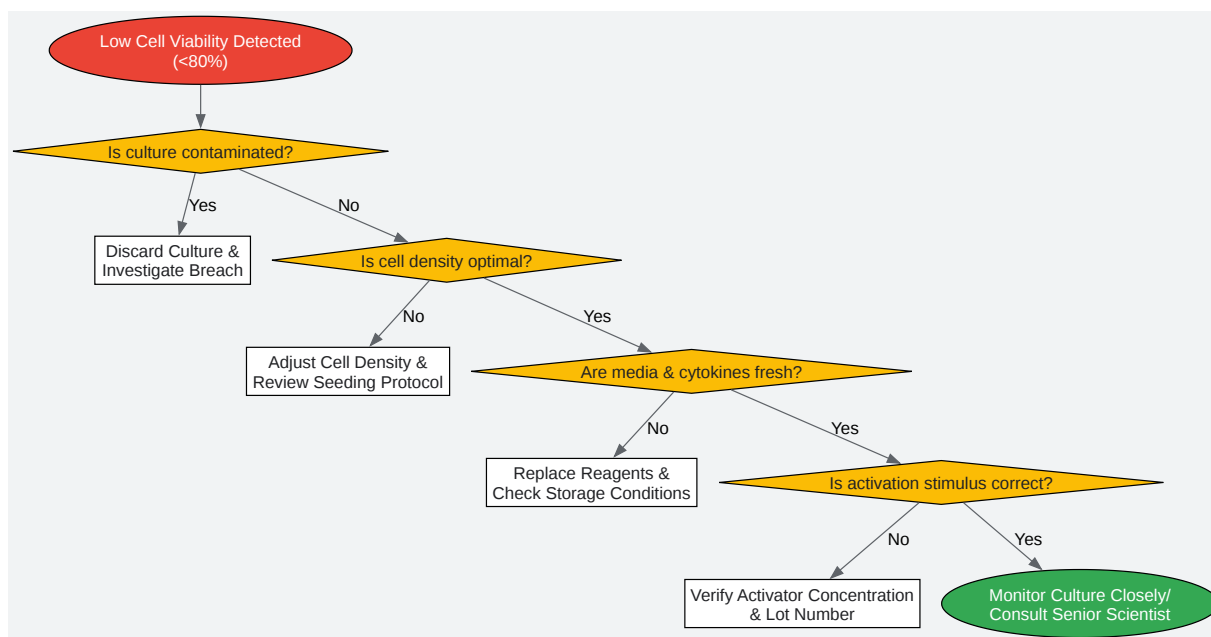 Low Cell Viability Detected
(<80%)
Is culture contaminated?
Yes
No
Discard Culture &
Investigate Breach
Is cell density optimal?
No
Yes
Adjust Cell Density &
Review Seeding Protocol
Are media & cytokines fresh?
No
Yes
Replace Reagents &
Check Storage Conditions
Is activation stimulus correct?
No
Yes
Verify Activator Concentration
& Lot Number
Monitor Culture Closely/
Consult Senior Scientist